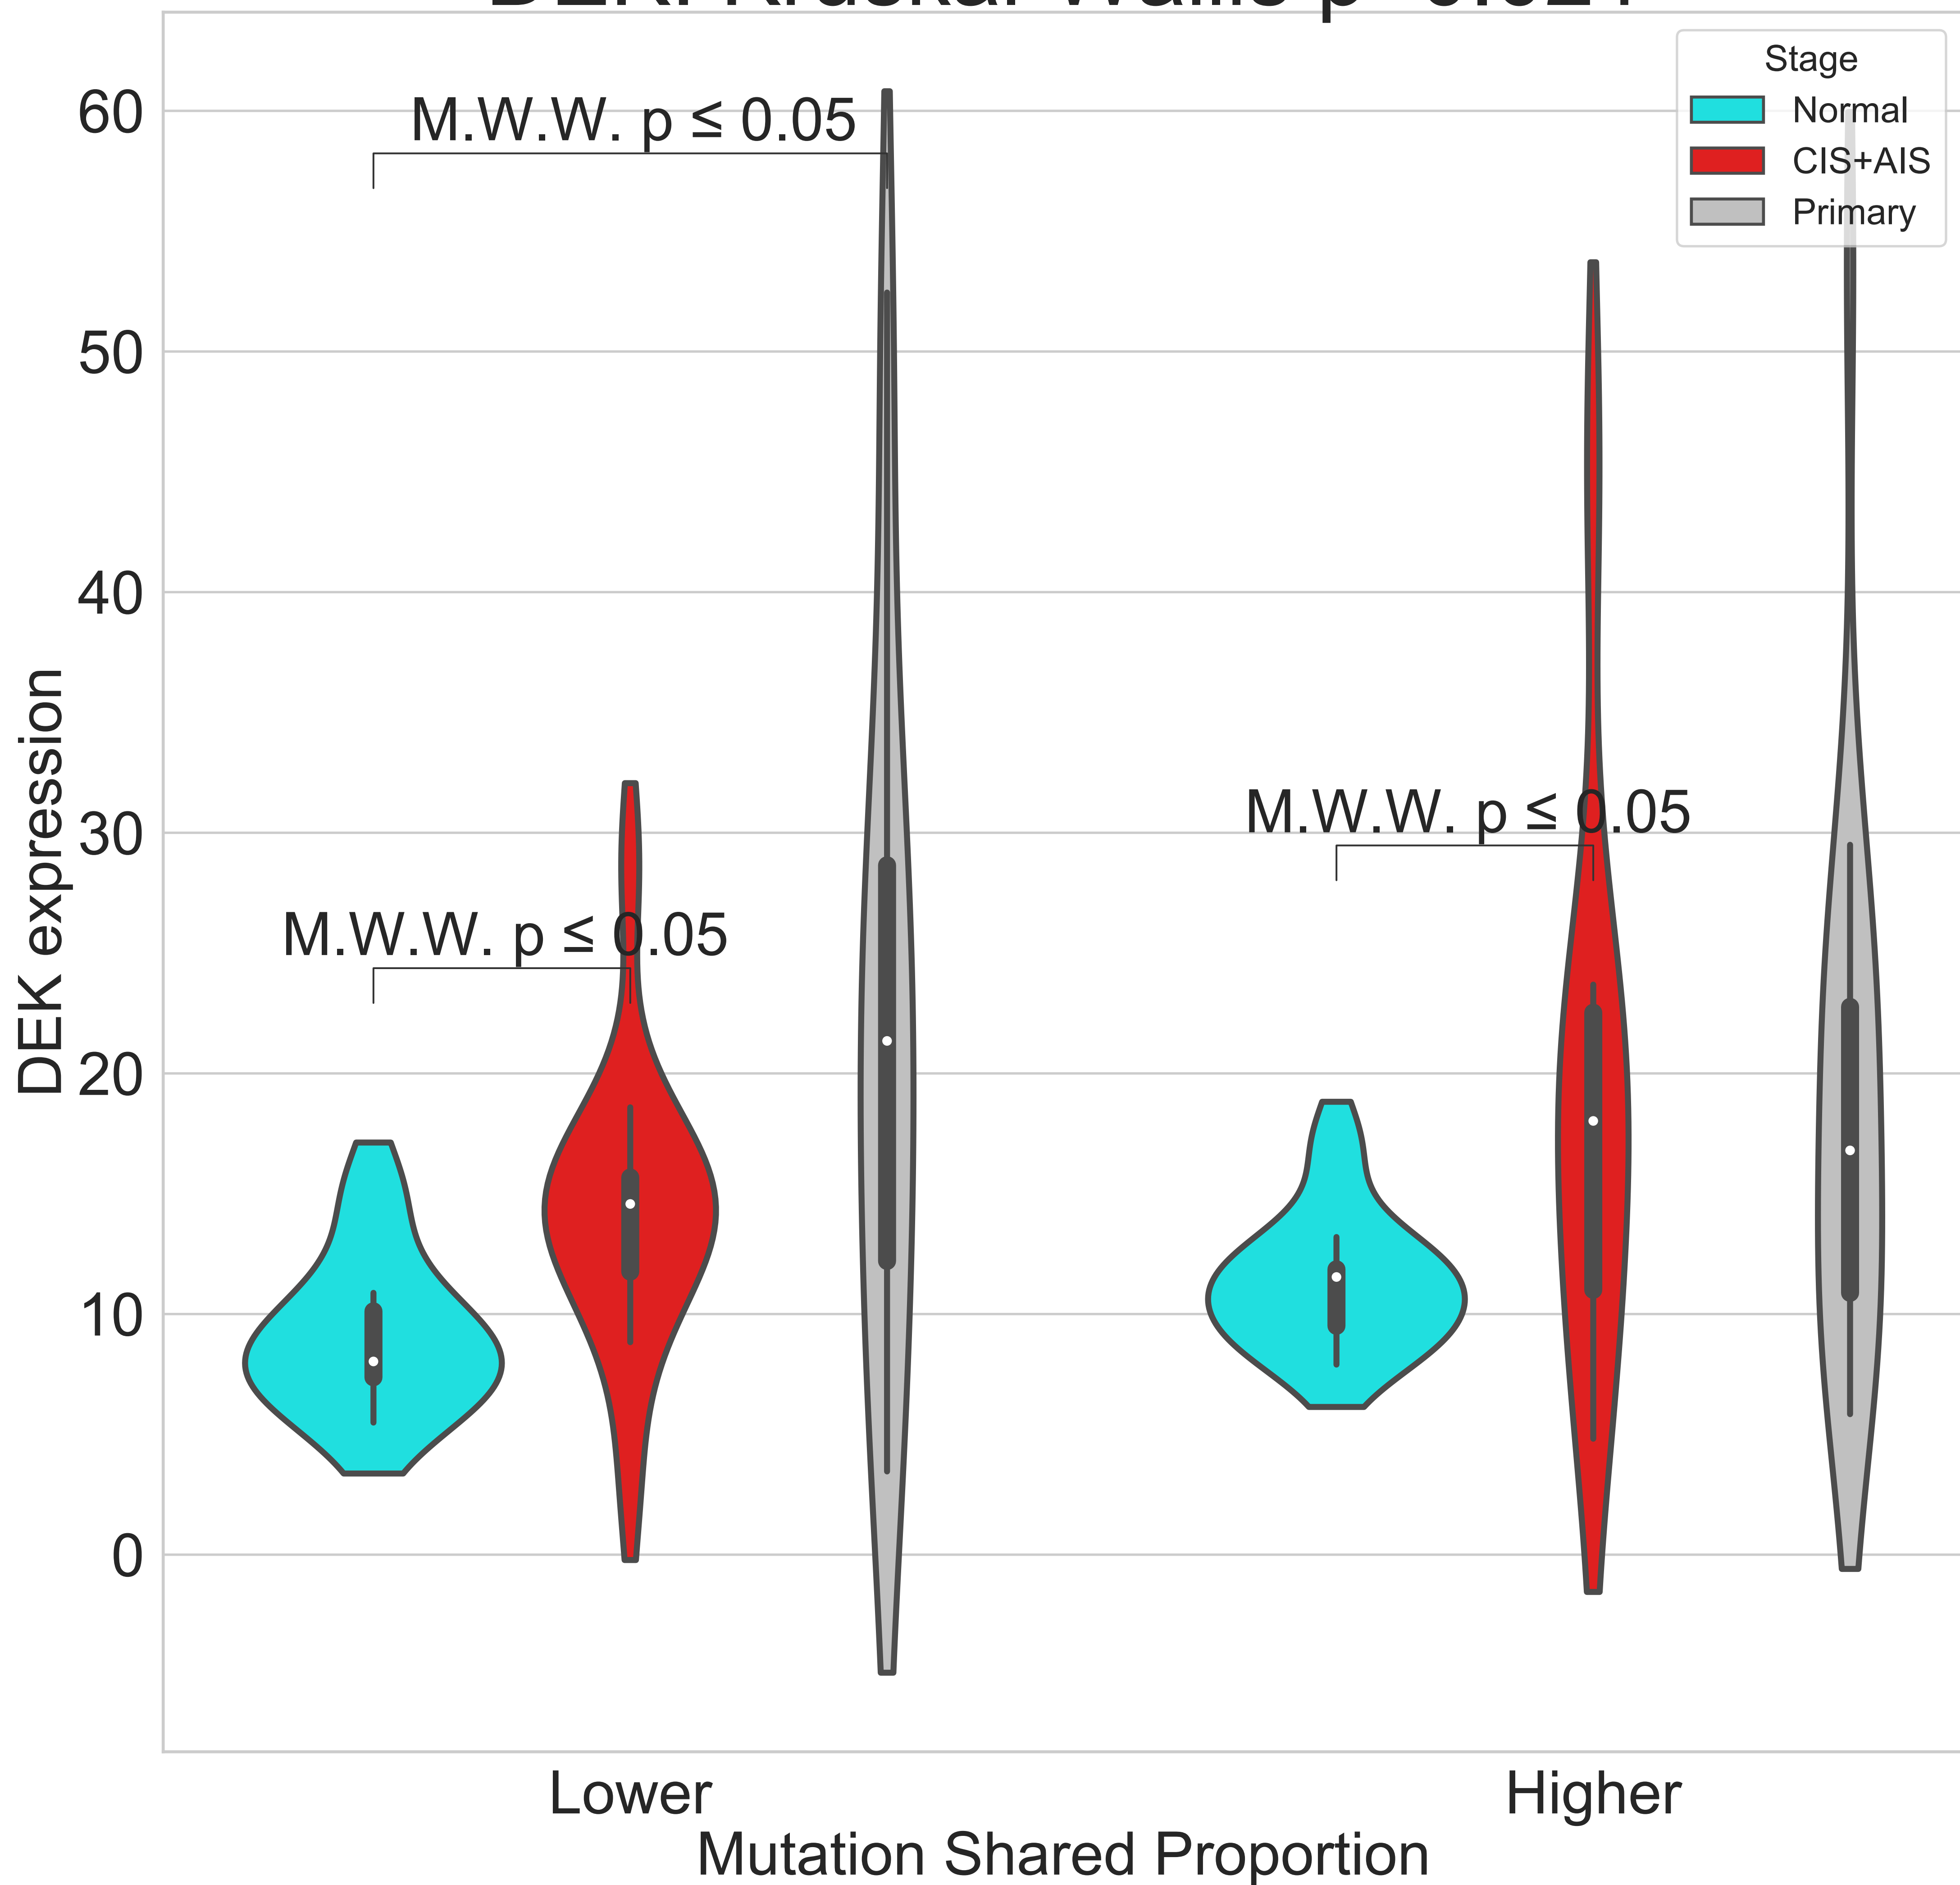 60
50
40
30
20
10
0
DEK expression
M.W.W. p ≤ 0.05
M.W.W. p ≤ 0.05
M.W.W. p ≤ 0.05
Stage
Normal
CIS+AIS
Primary
Lower
Higher
Mutation Shared Proportion